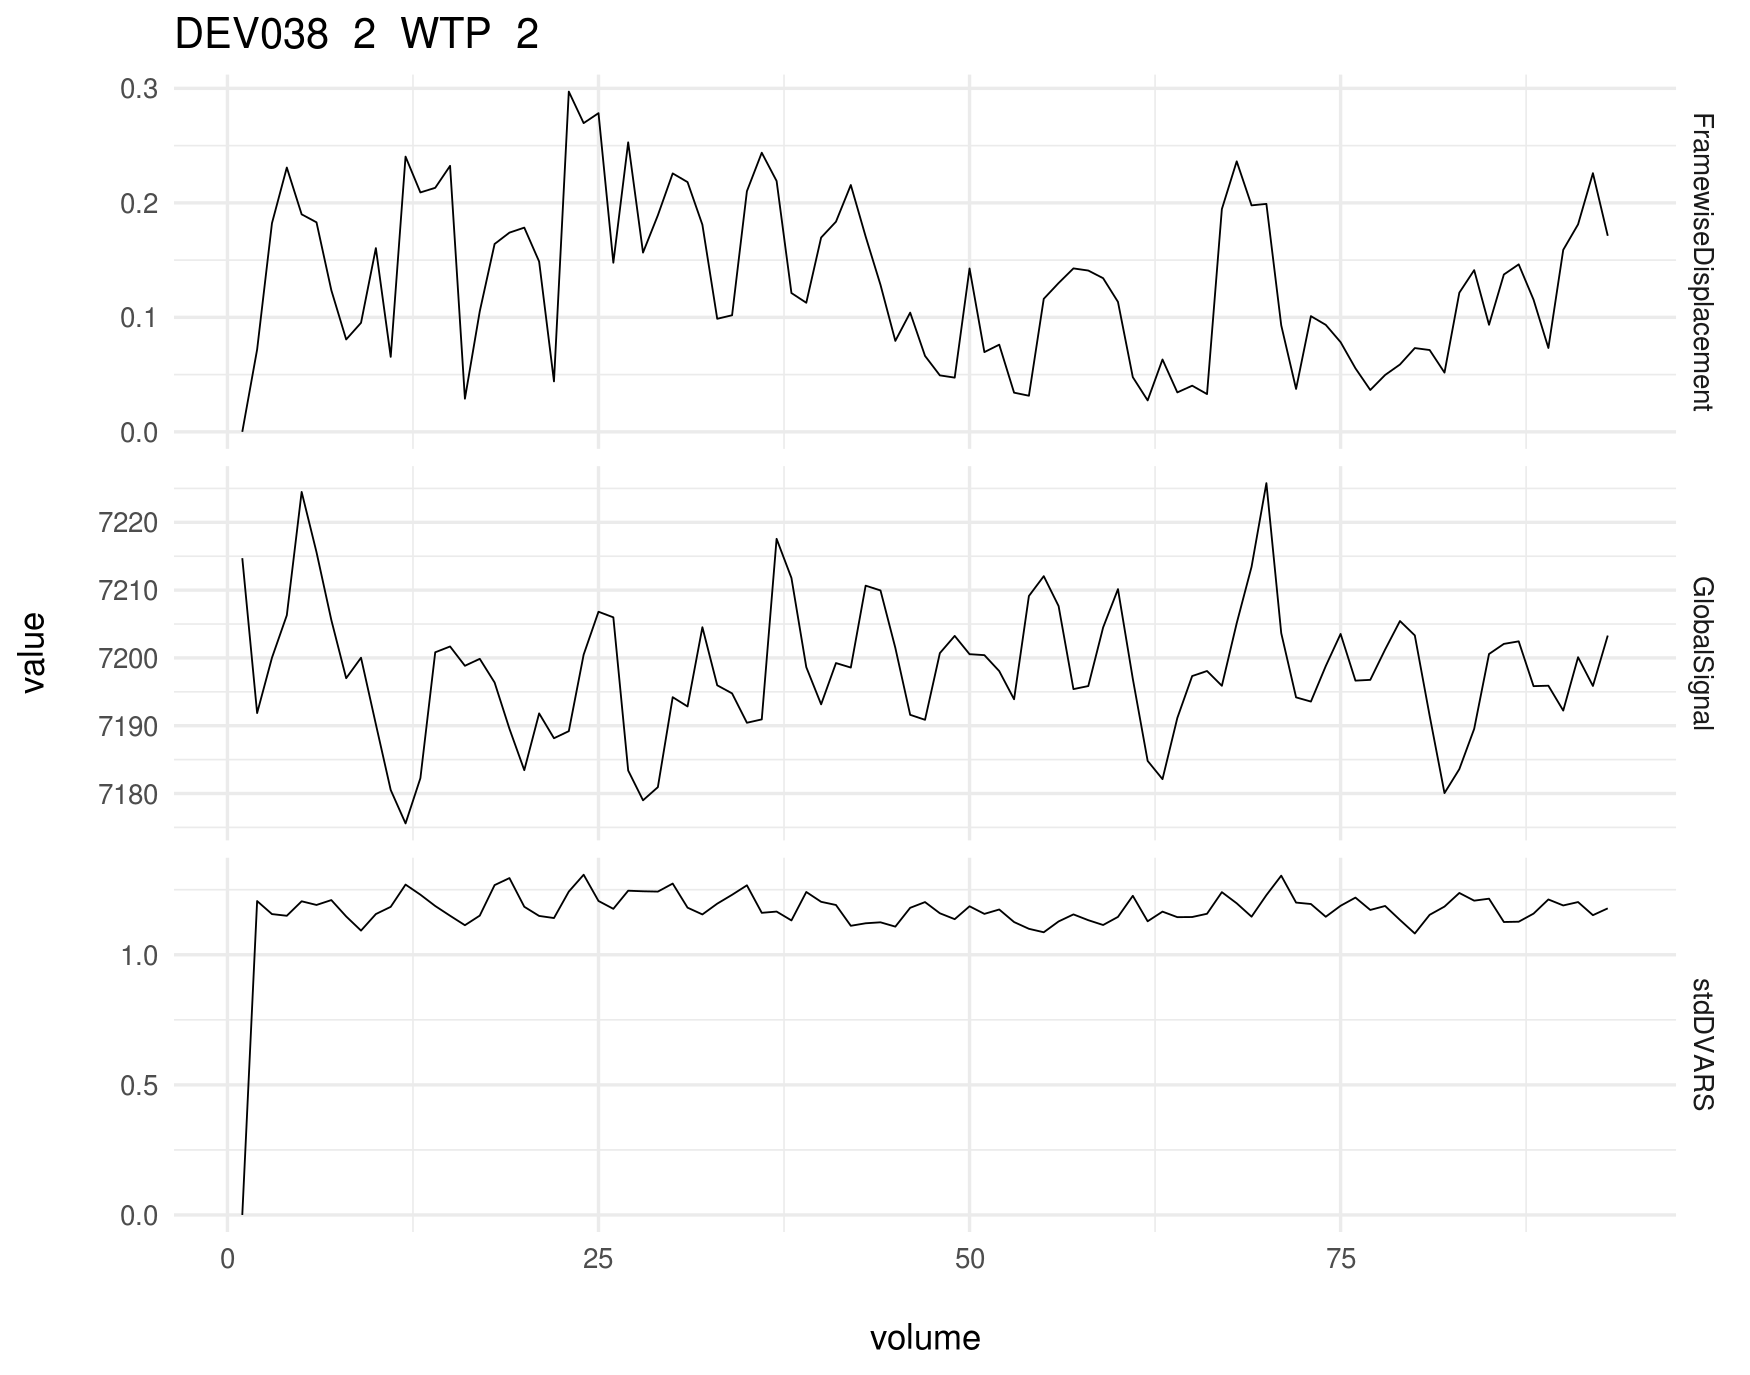 DEV038  2  WTP  2
0.3
0.2
0.1
0.0
FramewiseDisplacement
7220
7210
7200
7190
7180
GlobalSignal
value
1.0
0.5
0.0
stdDVARS
0 25 50 75
volume